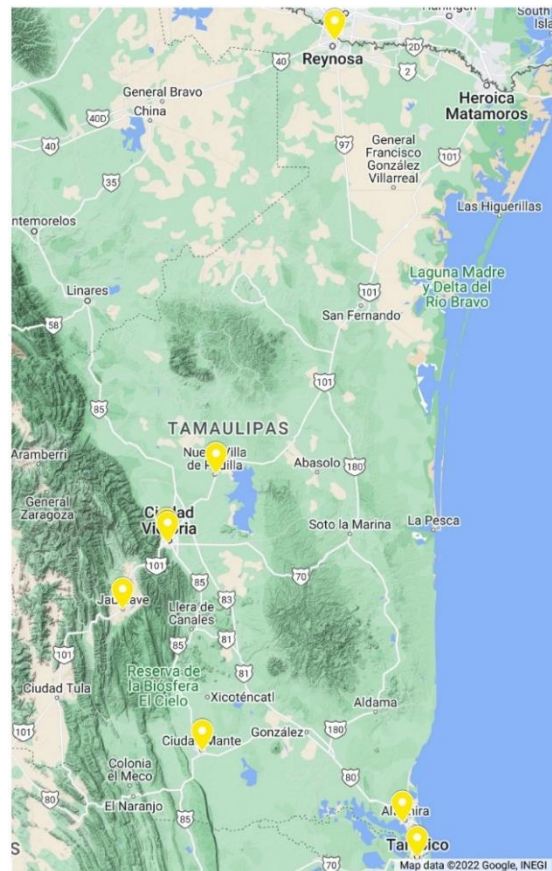 South
Isla
Reynosa
2D
40
2
General Bravo
China
40D
Heroica
Matamoros
40
97
General
Francisco
González
Villarreal
101
35
Las Higuerillas
ntemorelos
Laguna Madre
y Delta del
Río Bravo
Linares
101
San Fernando
58
101
85
TAMAULIPAS
Aramberri
180
Abasolo
General
Zaragoza
Ciudad
Soto la Marina
La Pesca
101
70
85
83
Llera de
Canales
85
81
101
Reserva de
la Biósfera
El Cielo
81
Ciudad Tula
Xicoténcatl
Aldama
101
González
180
Colonia
el Meco
80
80
El Naranjo
85
S
Map data ©2022 Google, INEGI